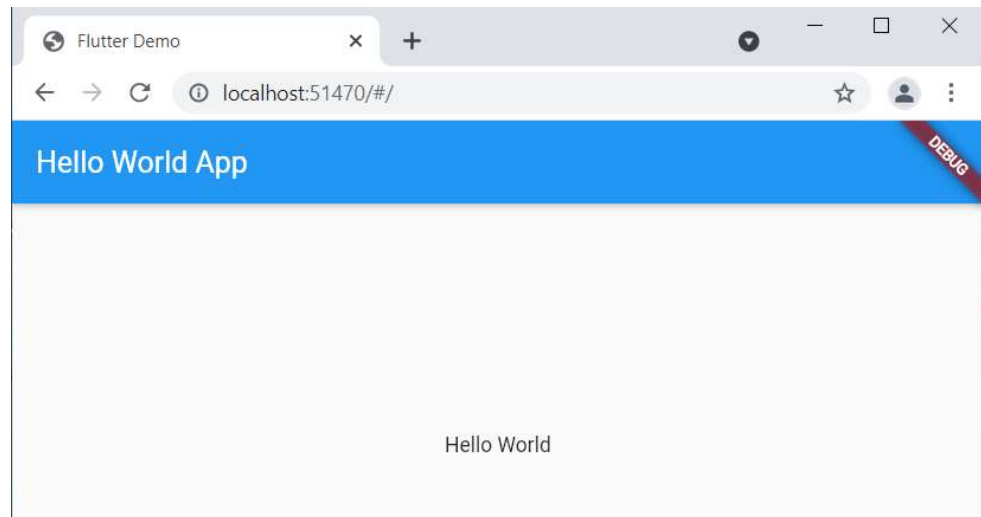 Flutter Demo
localhost:51470/#/
Hello World App
DEBUG
Hello World